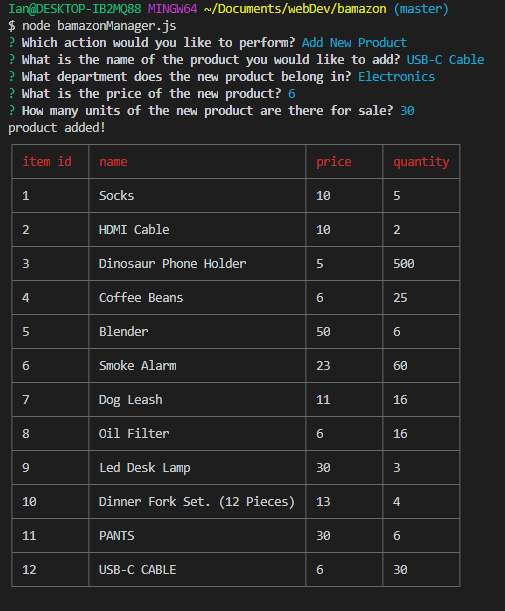 Ian@DESKTOP-IB2MQ88 MINGW64 ~/Documents/webDev/bamazon (master)
$ node bamazonManager.js
? Which action would you like to perform? Add New Product
? What is the name of the product you would like to add? USB-C Cable
? What department does the new product belong in? Electronics
? What is the price of the new product? 6
? How many units of the new product are there for sale? 30
product added!
item id name price quantity
1 Socks 10 5
2 HDMI Cable 10 2
3 Dinosaur Phone Holder 5 500
4 Coffee Beans 6 25
5 Blender 50 6
6 Smoke Alarm 23 60
7 Dog Leash 11 16
8 Oil Filter 6 16
9 Led Desk Lamp 30 3
10 Dinner Fork Set. (12 Pieces) 13 4
11 PANTS 30 6
12 USB-C CABLE 6 30